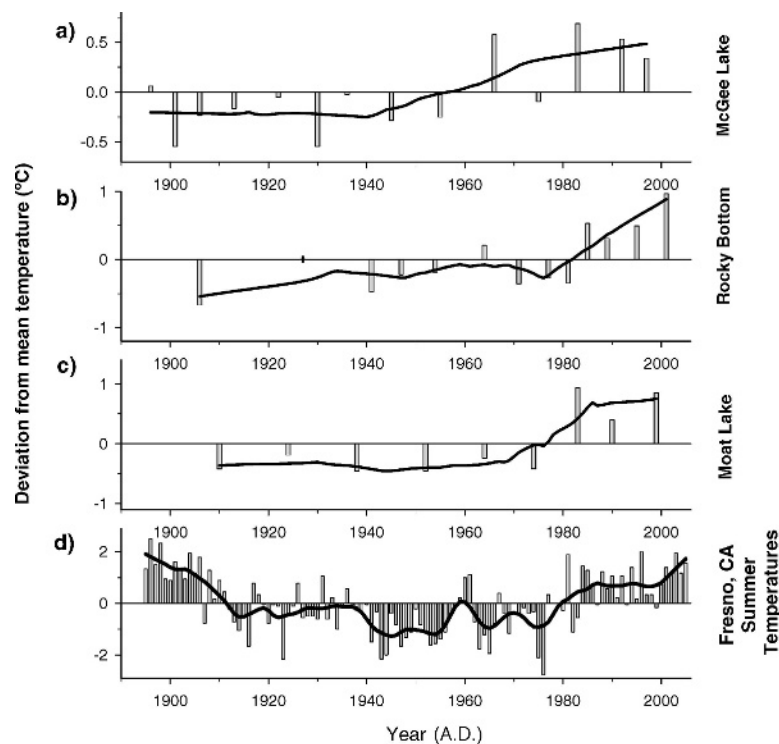 a)
0.5
0.0
-0.5
McGee Lake
1900 1920 1940 1960 1980 2000
b)
1
0
-1
Rocky Bottom
1900 1920 1940 1960 1980 2000
c)
1
0
-1
Moat Lake
1900 1920 1940 1960 1980 2000
d)
2
0
-2
Fresno, CA
Summer
Temperatures
1900 1920 1940 1960 1980 2000
Year (A.D.)
Deviation from mean temperature (ºC)